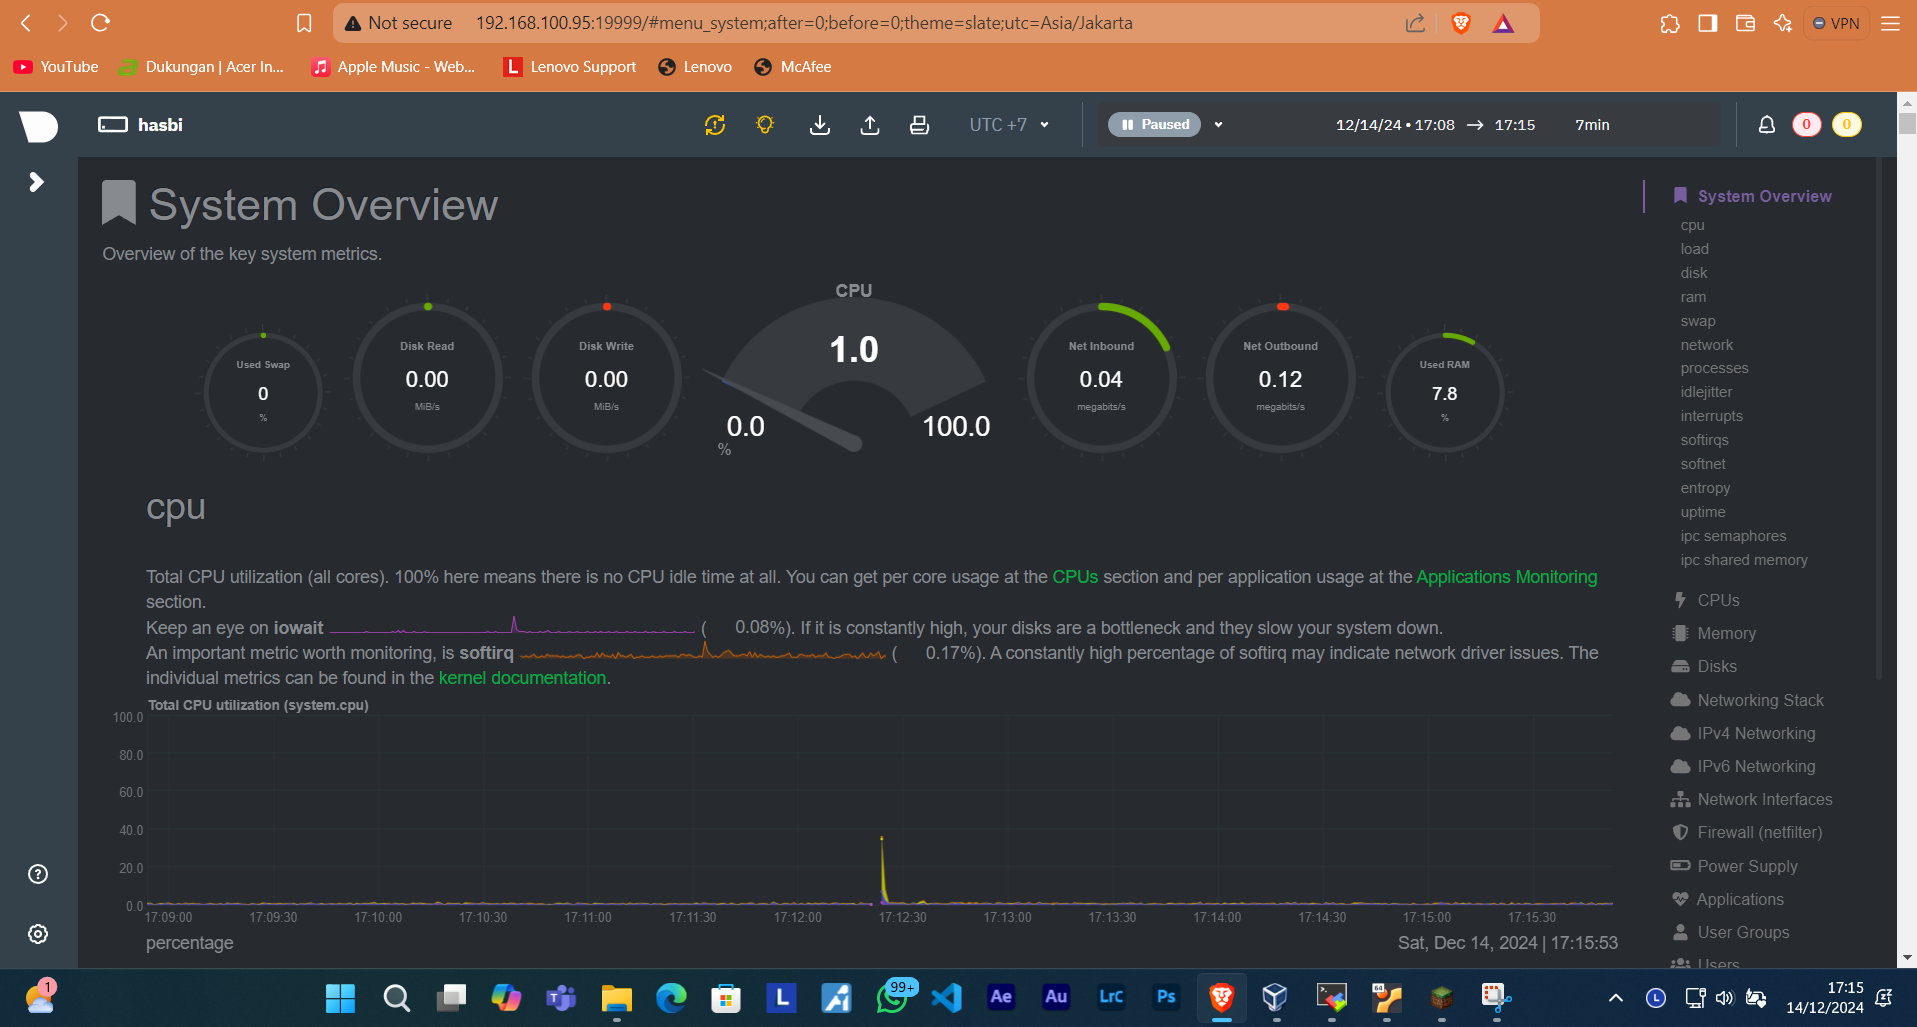 Not secure 192.168.100.95:19999/#menu_system;after=0;before=0;theme=slate;utc=Asia/Jakarta
VPN
YouTube Dukungan | Acer In... Apple Music - Web... L Lenovo Support Lenovo McAfee
hasbi UTC +7 Paused 12/14/24 • 17:08 → 17:15 7min 0 0
System Overview
Overview of the key system metrics.
Used Swap
0
%
Disk Read
0.00
MiB/s
Disk Write
0.00
MiB/s
CPU
1.0
0.0 100.0
%
Net Inbound
0.04
megabits/s
Net Outbound
0.12
megabits/s
Used RAM
7.8
%
cpu
Total CPU utilization (all cores). 100% here means there is no CPU idle time at all. You can get per core usage at the CPUs section and per application usage at the Applications Monitoring
section.
Keep an eye on iowait ( 0.08%). If it is constantly high, your disks are a bottleneck and they slow your system down.
An important metric worth monitoring, is softirq ( 0.17%). A constantly high percentage of softirq may indicate network driver issues. The
individual metrics can be found in the kernel documentation.
Total CPU utilization (system.cpu)
100.0
80.0
60.0
40.0
20.0
0.0
17:09:00 17:09:30 17:10:00 17:10:30 17:11:00 17:11:30 17:12:00 17:12:30 17:13:00 17:13:30 17:14:00 17:14:30 17:15:00 17:15:30
percentage Sat, Dec 14, 2024 | 17:15:53
System Overview
cpu
load
disk
ram
swap
network
processes
idlejitter
interrupts
softirqs
softnet
entropy
uptime
ipc semaphores
ipc shared memory
CPUs
Memory
Disks
Networking Stack
IPv4 Networking
IPv6 Networking
Network Interfaces
Firewall (netfilter)
Power Supply
Applications
User Groups
Users
1 L 99+ Ae Au LrC Ps 64 L
17:15
14/12/2024